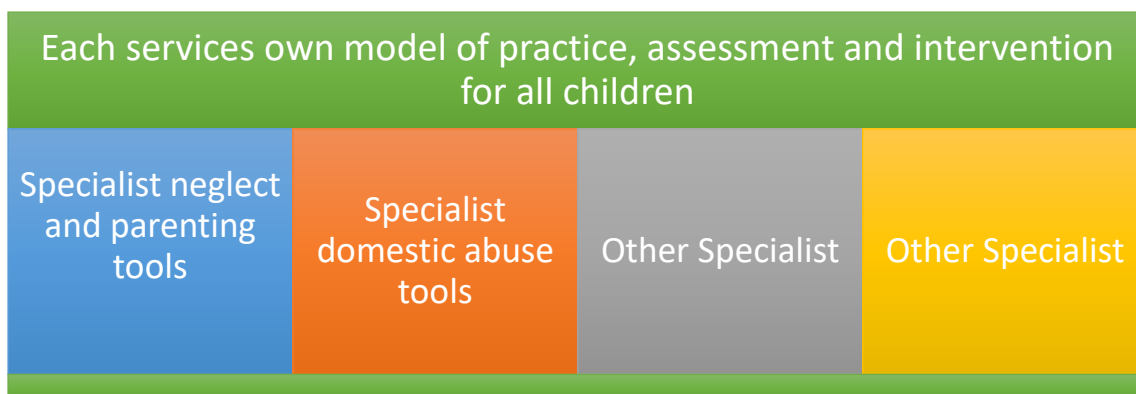 Each services own model of practice, assessment and intervention
for all children
Specialist neglect
and parenting
tools
Specialist
domestic abuse
tools
Other Specialist
Other Specialist